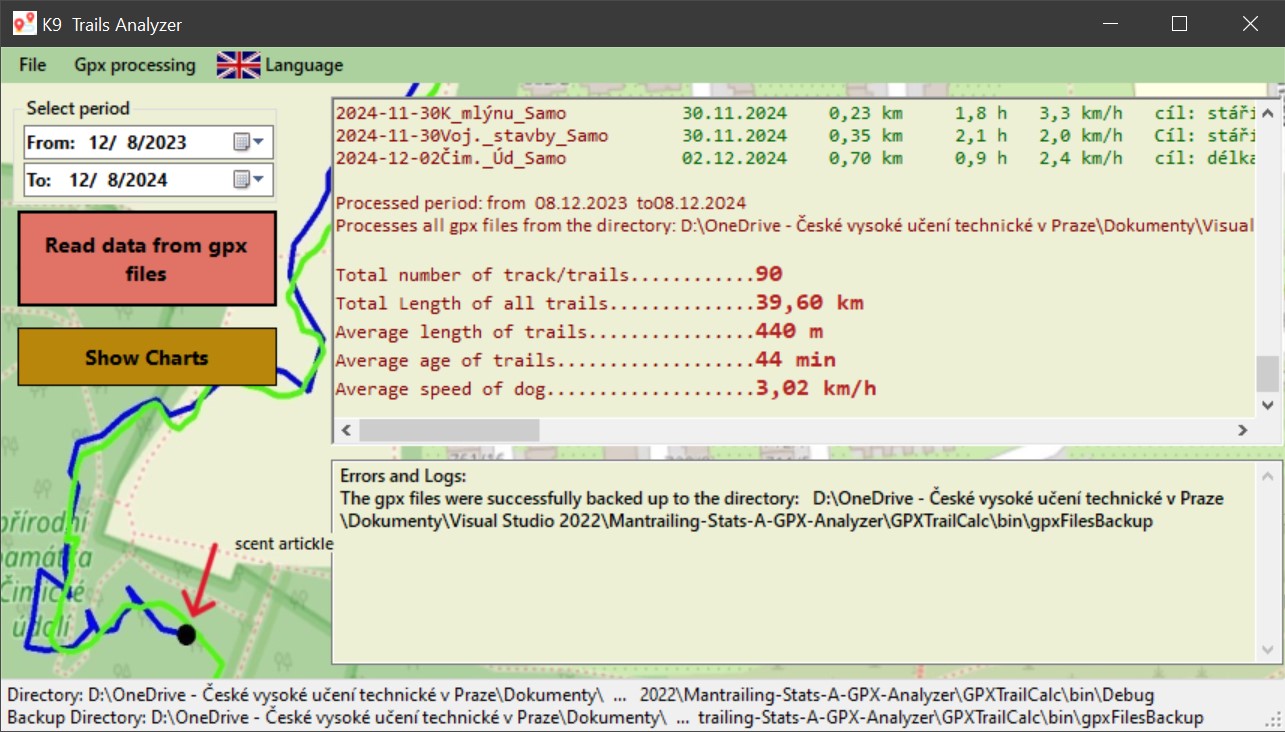 K9 Trails Analyzer
File Gpx processing Language
Select period
From: 12/ 8/2023
To: 12/ 8/2024
Read data from gpx
files
Show Charts
2024-11-30K_mlýnu_Samo 30.11.2024 0,23 km 1,8 h 3,3 km/h cíl: stáří
2024-11-30Voj._stavby_Samo 30.11.2024 0,35 km 2,1 h 2,0 km/h Cíl: stáří
2024-12-02Čim._Úd_Samo 02.12.2024 0,70 km 0,9 h 2,4 km/h cíl: délka
Processed period: from 08.12.2023 to08.12.2024
Processes all gpx files from the directory: D:\OneDrive - České vysoké učení technické v Praze\Dokumenty\Visual
Total number of track/trails............90
Total Length of all trails..............39,60 km
Average length of trails................440 m
Average age of trails...................44 min
Average speed of dog....................3,02 km/h
Errors and Logs:
The gpx files were successfully backed up to the directory: D:\OneDrive - České vysoké učení technické v Praze
\Dokumenty\Visual Studio 2022\Mantrailing-Stats-A-GPX-Analyzer\GPXTrailCalc\bin\gpxFilesBackup
scent artickle
přírodní
památka
Čimické
údolí
Directory: D:\OneDrive - České vysoké učení technické v Praze\Dokumenty\ ... 2022\Mantrailing-Stats-A-GPX-Analyzer\GPXTrailCalc\bin\Debug
Backup Directory: D:\OneDrive - České vysoké učení technické v Praze\Dokumenty\ ... trailing-Stats-A-GPX-Analyzer\GPXTrailCalc\bin\gpxFilesBackup